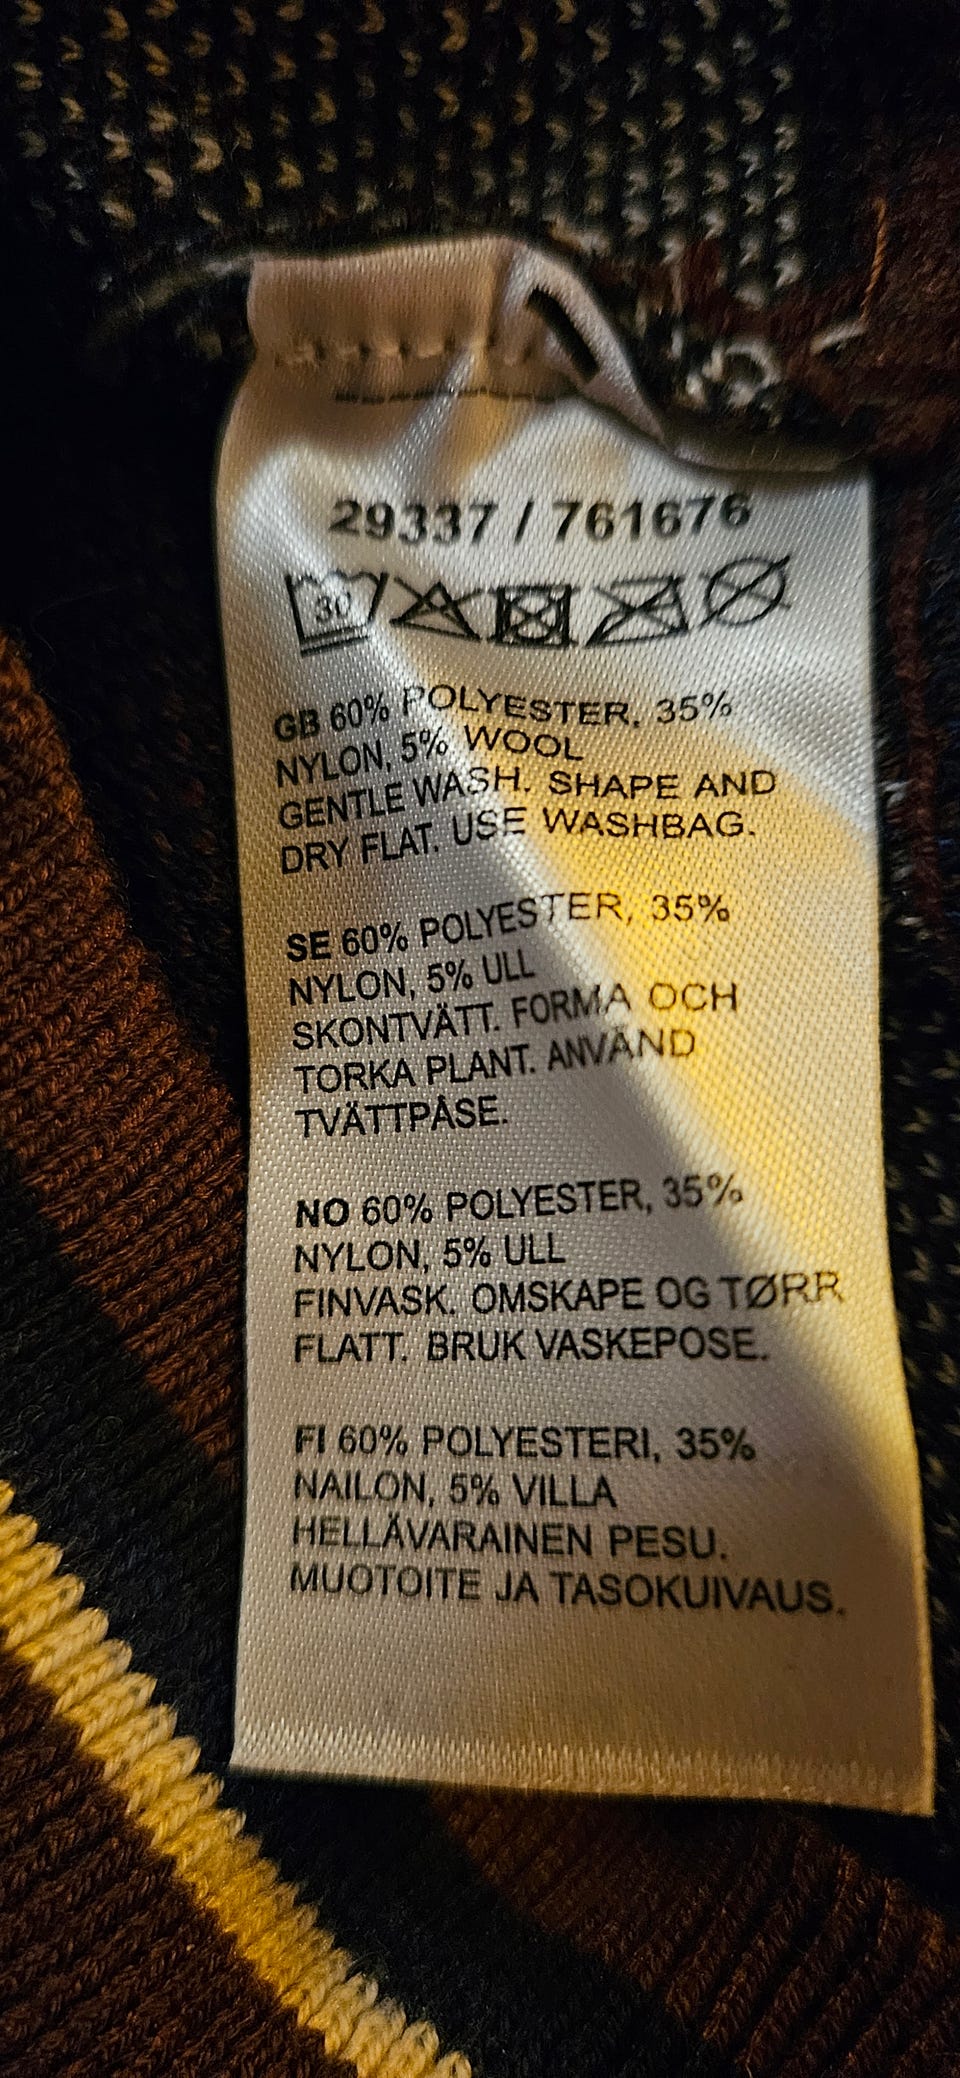 29337 / 761676
30
GB 60% POLYESTER, 35%
NYLON, 5% WOOL
GENTLE WASH. SHAPE AND
DRY FLAT. USE WASHBAG.
SE 60% POLYESTER, 35%
NYLON, 5% ULL
SKONTVÄTT. FORMA OCH
TORKA PLANT. ANVÄND
TVÄTTPÅSE.
NO 60% POLYESTER, 35%
NYLON, 5% ULL
FINVASK. OMSKAPE OG TØRR
FLATT. BRUK VASKEPOSE.
FI 60% POLYESTERI, 35%
NAILON, 5% VILLA
HELLÄVARAINEN PESU.
MUOTOITE JA TASOKUIVAUS.